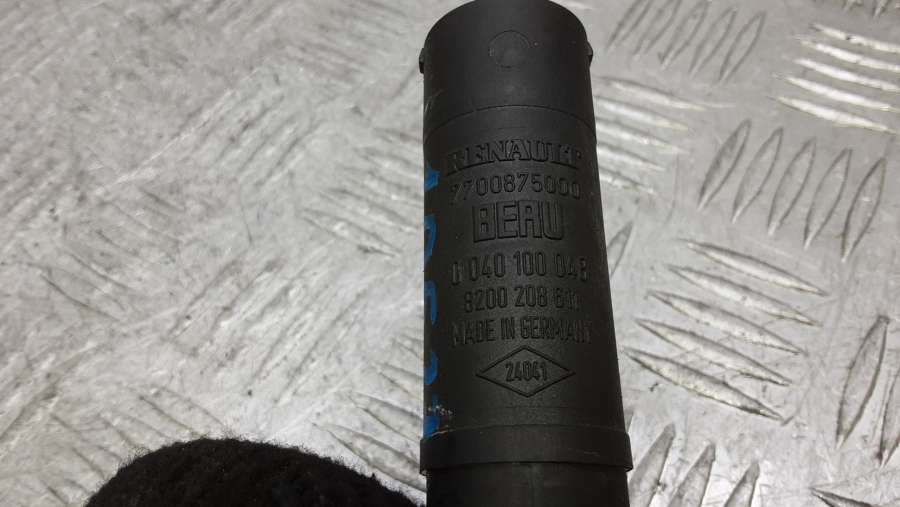 RENAULT
7700875000
BERU
0 040 100 048
8200 208 611
MADE IN GERMANY
24041